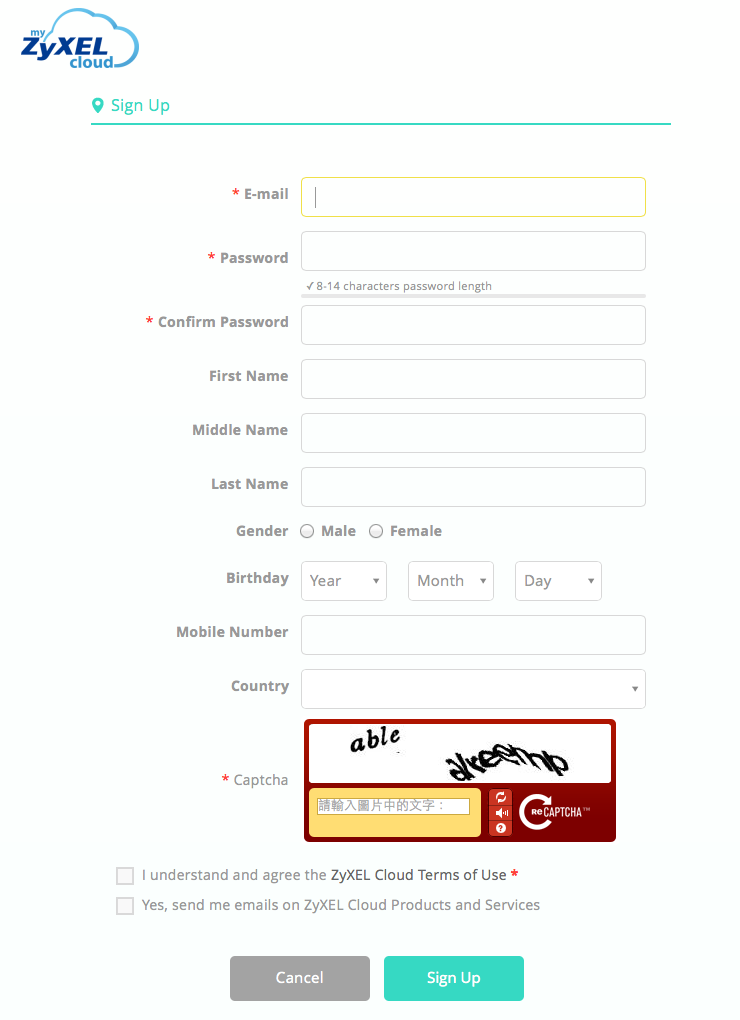 my
ZyXEL
cloud
Sign Up
* E-mail
* Password
✓ 8-14 characters password length
* Confirm Password
First Name
Middle Name
Last Name
Gender Male Female
Birthday Year Month Day
Mobile Number
Country
able
* Captcha
請輸入圖片中的文字：
reCAPTCHA™
I understand and agree the ZyXEL Cloud Terms of Use *
Yes, send me emails on ZyXEL Cloud Products and Services
Cancel Sign Up